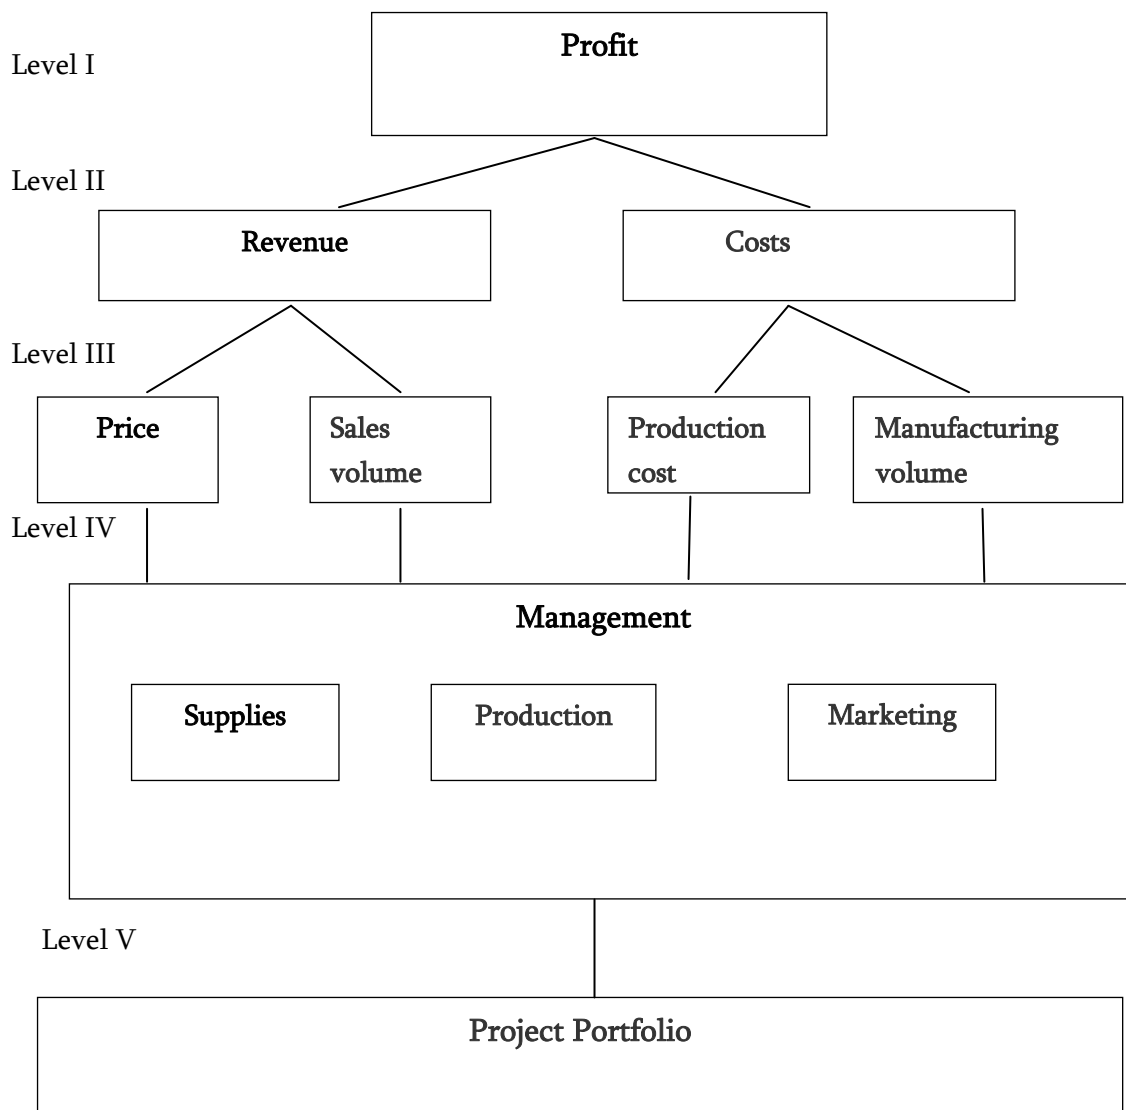 Profit
Level I
Level II
Revenue
Costs
Level III
Price
Sales
volume
Production
cost
Manufacturing
volume
Level IV
Management
Supplies
Production
Marketing
Level V
Project Portfolio